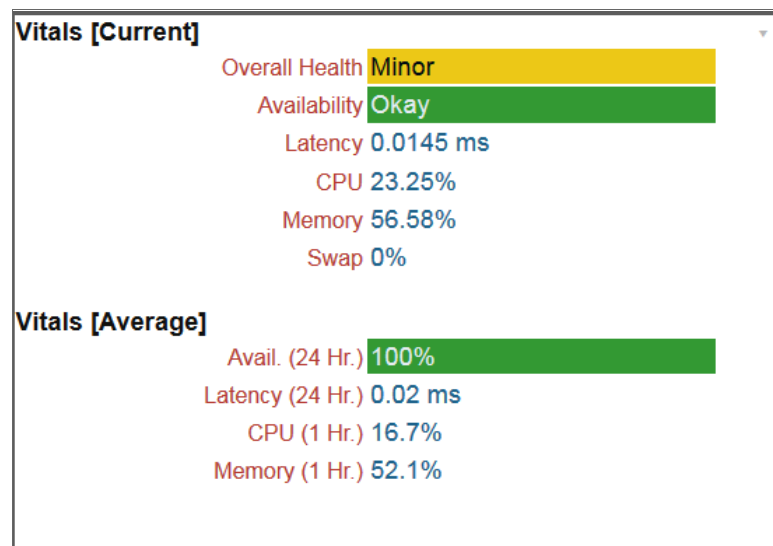 Vitals [Current]
Overall Health Minor
Availability Okay
Latency 0.0145 ms
CPU 23.25%
Memory 56.58%
Swap 0%
Vitals [Average]
Avail. (24 Hr.) 100%
Latency (24 Hr.) 0.02 ms
CPU (1 Hr.) 16.7%
Memory (1 Hr.) 52.1%